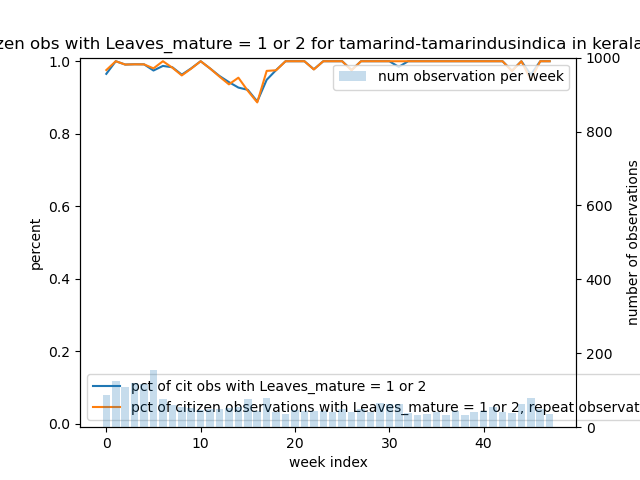 zen obs with Leaves_mature = 1 or 2 for tamarind-tamarindusindica in kerala
1.0
0.8
0.6
0.4
0.2
0.0
percent
1000
800
600
400
200
0
number of observations
num observation per week
pct of cit obs with Leaves_mature = 1 or 2
pct of citizen observations with Leaves_mature = 1 or 2, repeat observat
0 10 20 30 40
week index